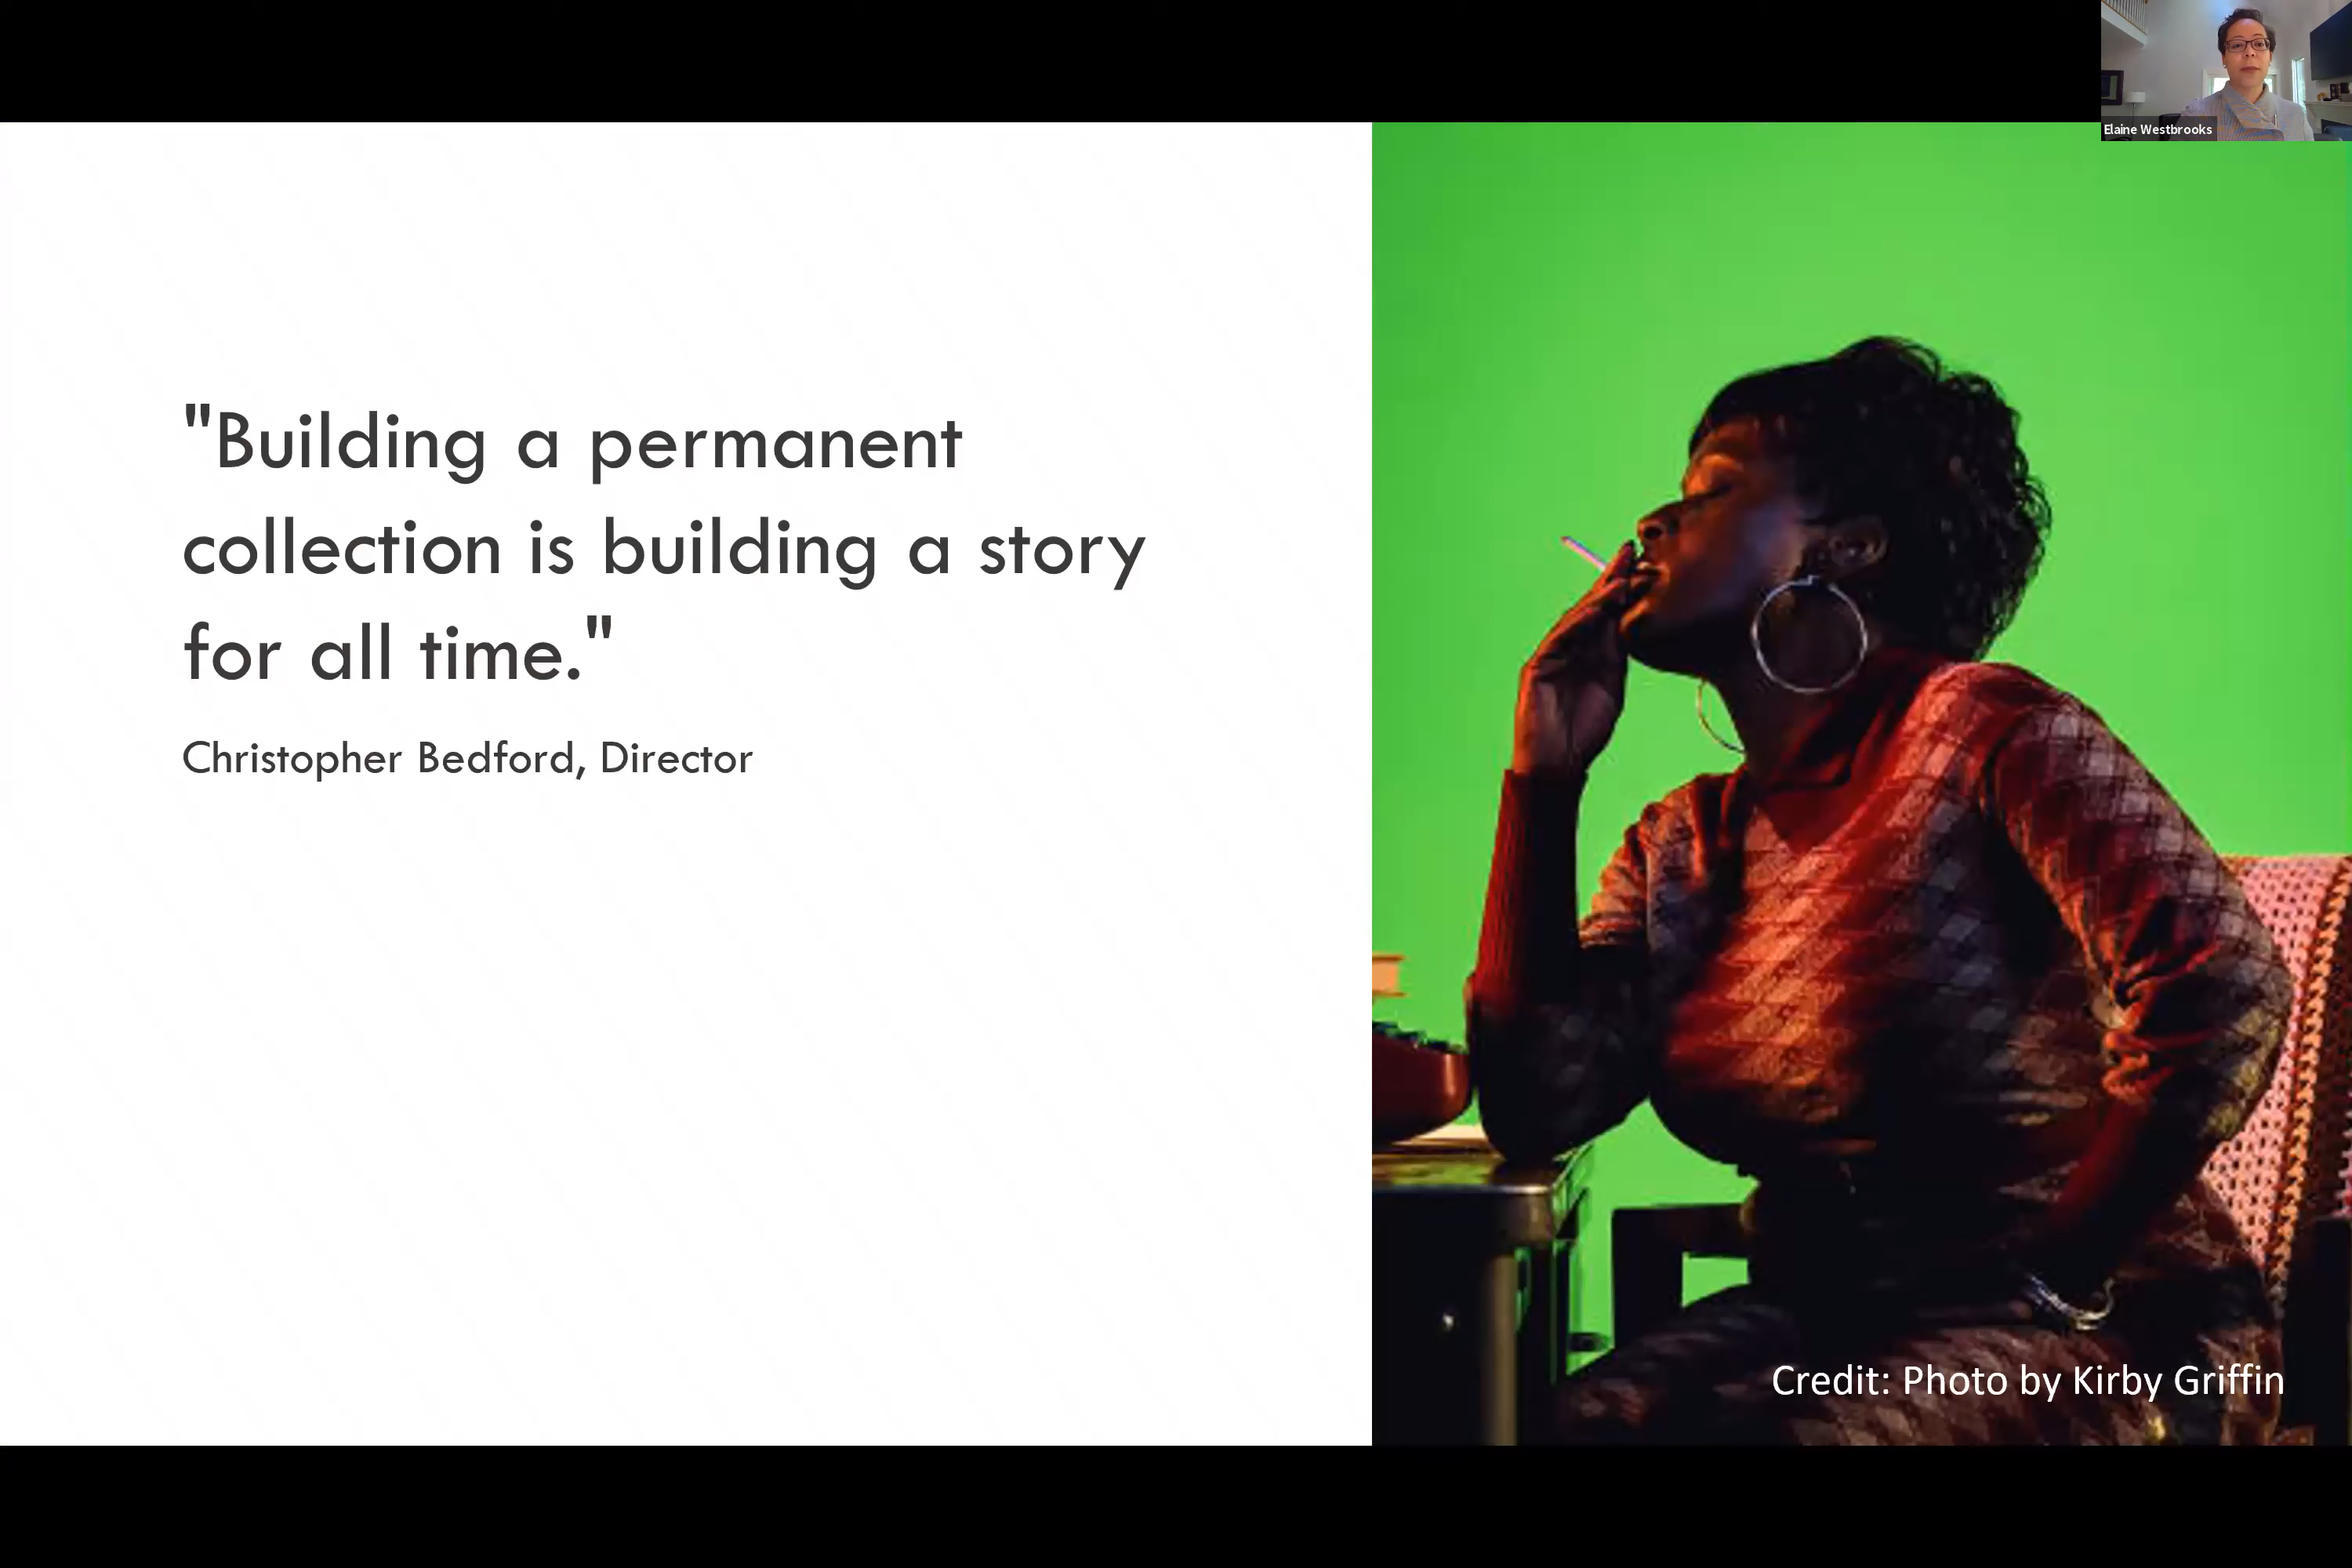 Elaine Westbrooks
"Building a permanent
collection is building a story
for all time."
Christopher Bedford, Director
Credit: Photo by Kirby Griffin